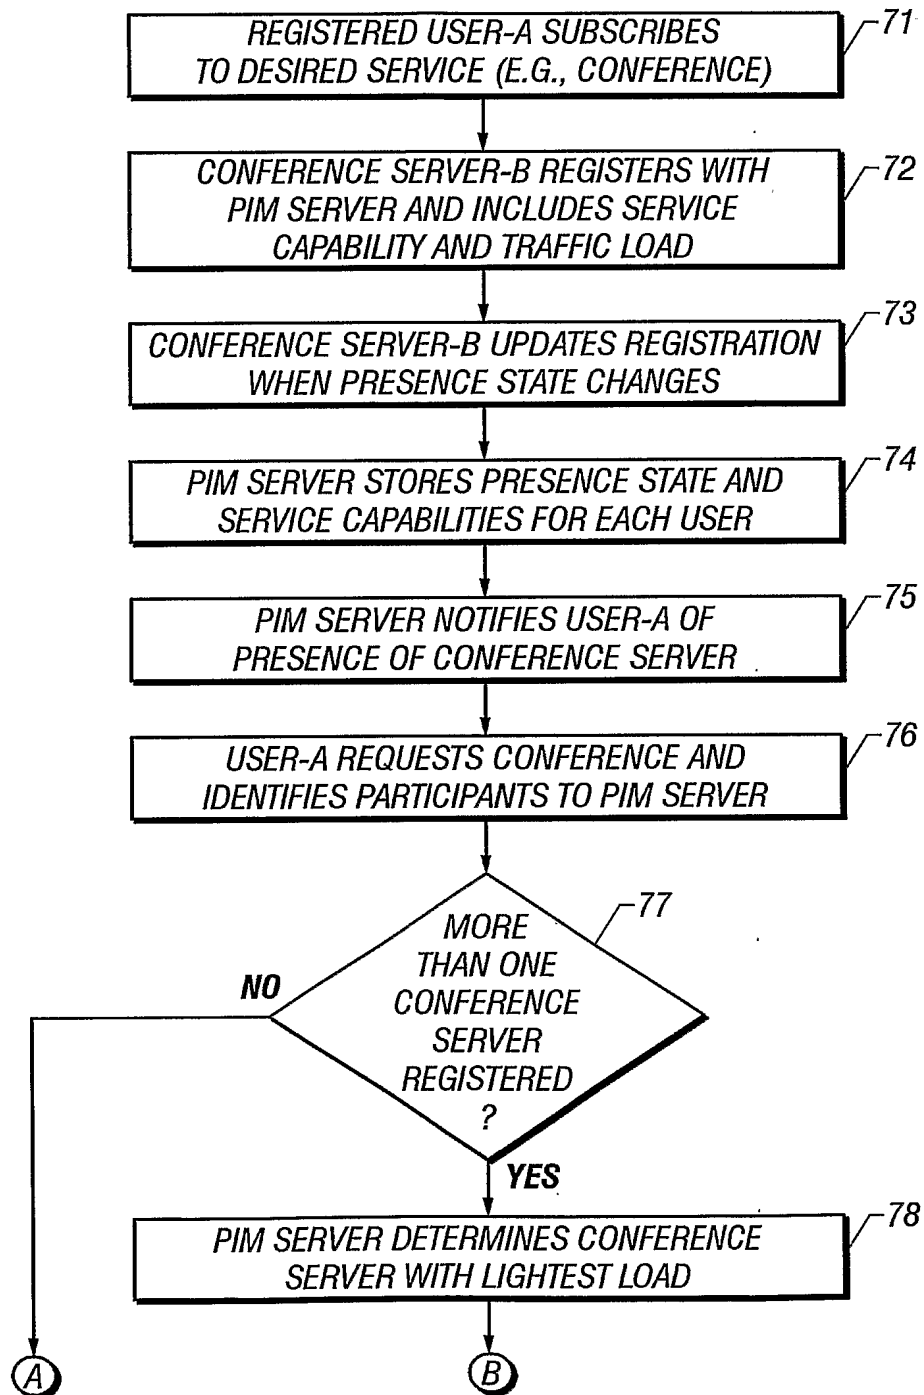 71
REGISTERED USER-A SUBSCRIBES
TO DESIRED SERVICE (E.G., CONFERENCE)
72
CONFERENCE SERVER-B REGISTERS WITH
PIM SERVER AND INCLUDES SERVICE
CAPABILITY AND TRAFFIC LOAD
73
CONFERENCE SERVER-B UPDATES REGISTRATION
WHEN PRESENCE STATE CHANGES
74
PIM SERVER STORES PRESENCE STATE AND
SERVICE CAPABILITIES FOR EACH USER
75
PIM SERVER NOTIFIES USER-A OF
PRESENCE OF CONFERENCE SERVER
76
USER-A REQUESTS CONFERENCE AND
IDENTIFIES PARTICIPANTS TO PIM SERVER
77
MORE
THAN ONE
CONFERENCE
SERVER
REGISTERED
?
NO
YES
78
PIM SERVER DETERMINES CONFERENCE
SERVER WITH LIGHTEST LOAD
A
B